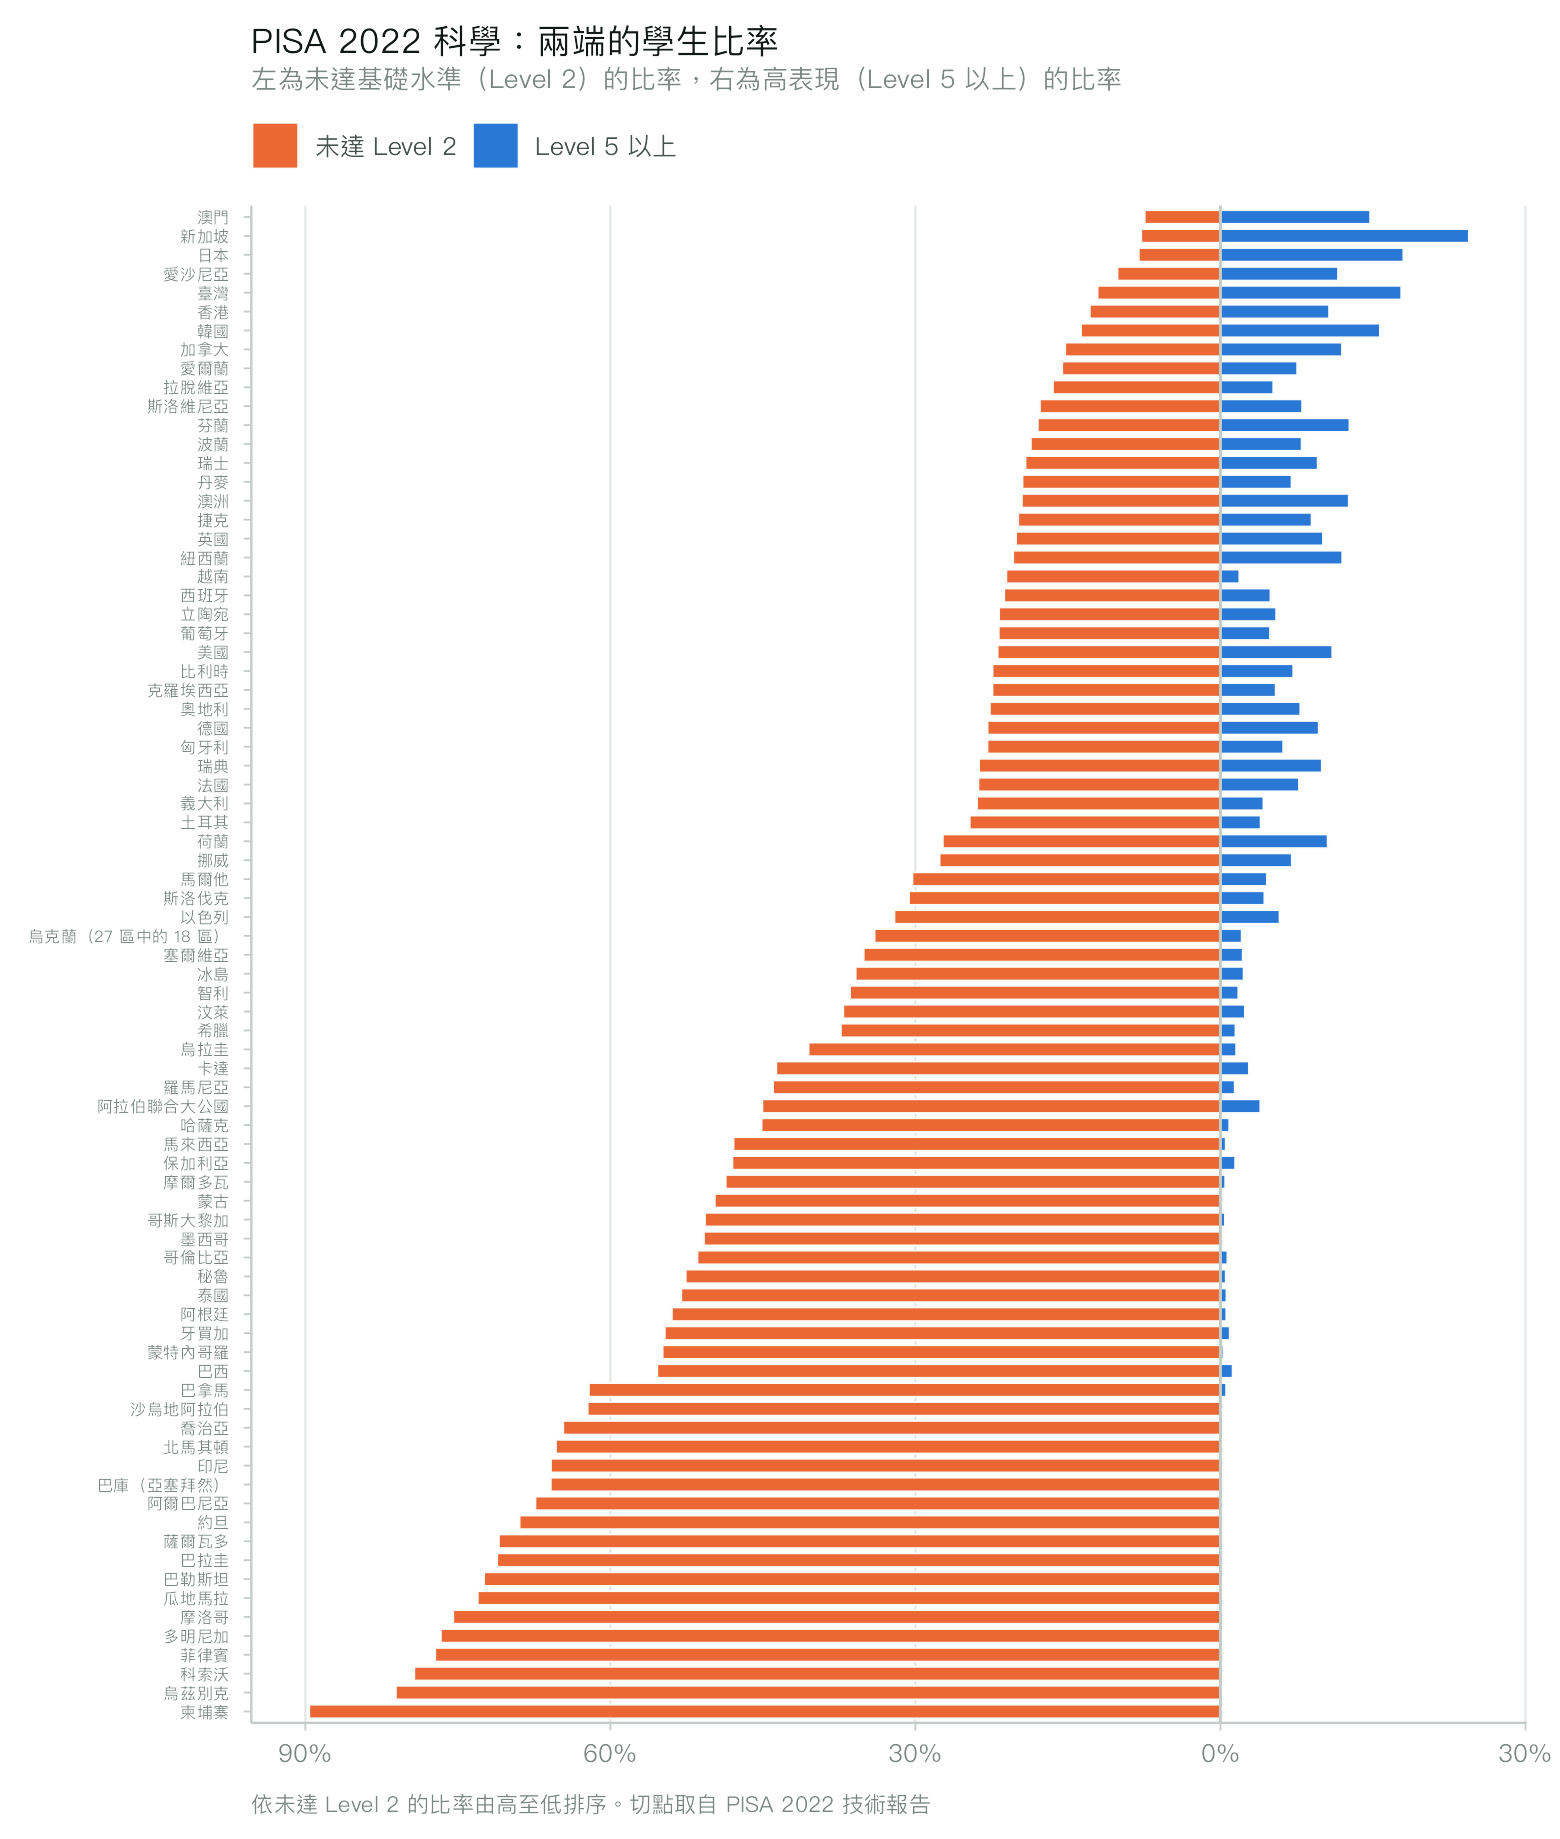 PISA 2022 科學：兩端的學生比率
左為未達基礎水準（Level 2）的比率，右為高表現（Level 5 以上）的比率
未達 Level 2
Level 5 以上
澳門
新加坡
日本
愛沙尼亞
臺灣
香港
韓國
加拿大
愛爾蘭
拉脫維亞
斯洛維尼亞
芬蘭
波蘭
瑞士
丹麥
澳洲
捷克
英國
紐西蘭
越南
西班牙
立陶宛
葡萄牙
美國
比利時
克羅埃西亞
奧地利
德國
匈牙利
瑞典
法國
義大利
土耳其
荷蘭
挪威
馬爾他
斯洛伐克
以色列
烏克蘭（27 區中的 18 區）
塞爾維亞
冰島
智利
汶萊
希臘
烏拉圭
卡達
羅馬尼亞
阿拉伯聯合大公國
哈薩克
馬來西亞
保加利亞
摩爾多瓦
蒙古
哥斯大黎加
墨西哥
哥倫比亞
秘魯
泰國
阿根廷
牙買加
蒙特內哥羅
巴西
巴拿馬
沙烏地阿拉伯
喬治亞
北馬其頓
印尼
巴庫（亞塞拜然）
阿爾巴尼亞
約旦
薩爾瓦多
巴拉圭
巴勒斯坦
瓜地馬拉
摩洛哥
多明尼加
菲律賓
科索沃
烏茲別克
柬埔寨
90%
60%
30%
0%
30%
依未達 Level 2 的比率由高至低排序。切點取自 PISA 2022 技術報告